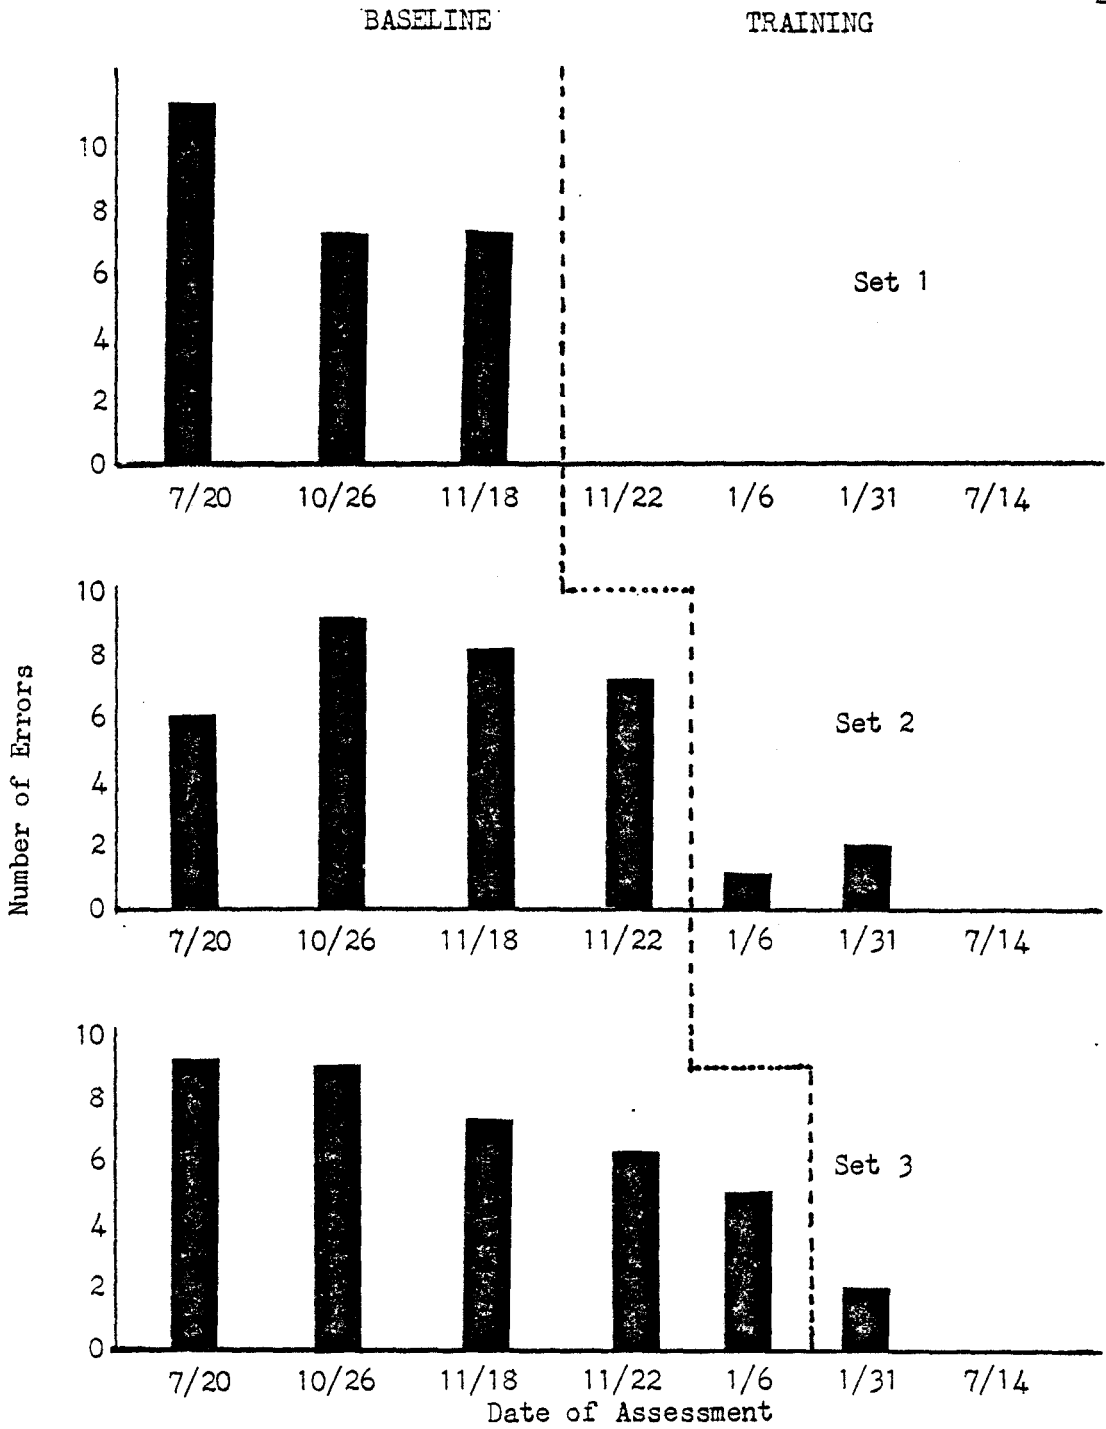 BASELINE TRAINING
10
8
6
4
2
0
Set 1
7/20 10/26 11/18 11/22 1/6 1/31 7/14
Number of Errors
10
8
6
4
2
0
Set 2
7/20 10/26 11/18 11/22 1/6 1/31 7/14
10
8
6
4
2
0
Set 3
7/20 10/26 11/18 11/22 1/6 1/31 7/14
Date of Assessment